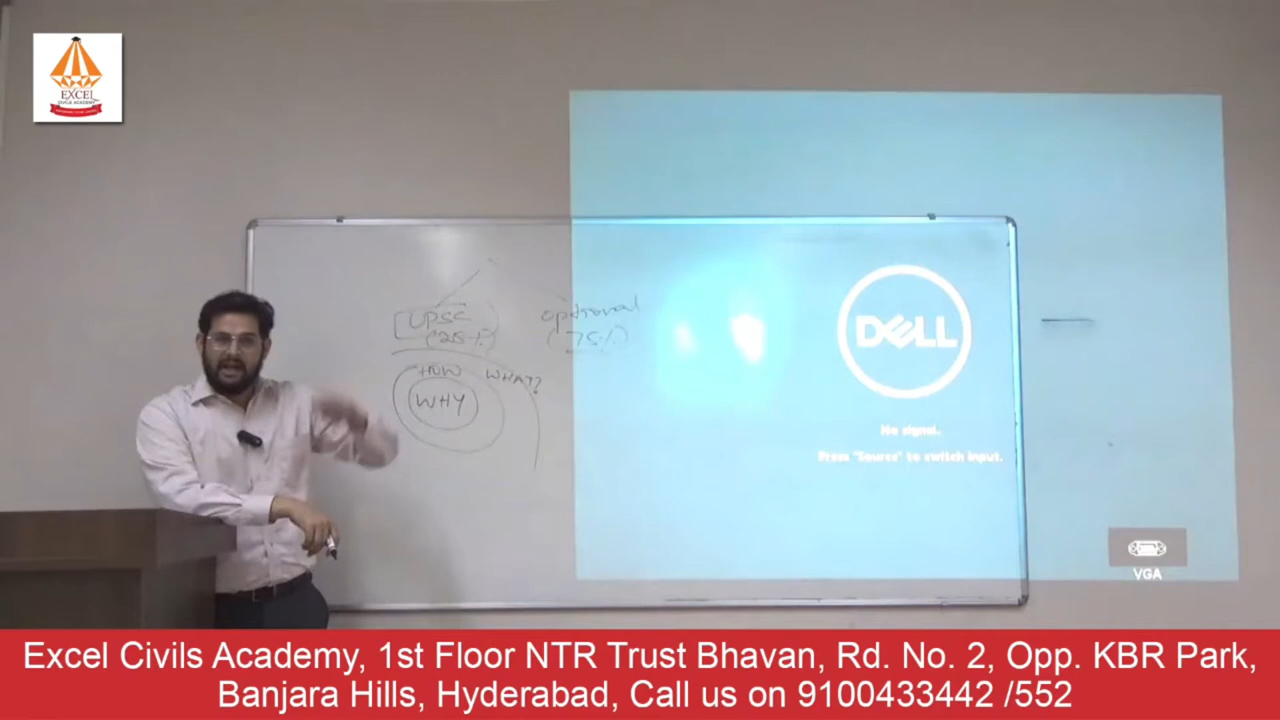 EXCEL
CIVILS ACADEMY
UPSC optional
(25%) (75%)
HOW WHAT?
WHY
DELL
No signal.
Press "Source" to switch input.
VGA
Excel Civils Academy, 1st Floor NTR Trust Bhavan, Rd. No. 2, Opp. KBR Park,
Banjara Hills, Hyderabad, Call us on 9100433442 /552